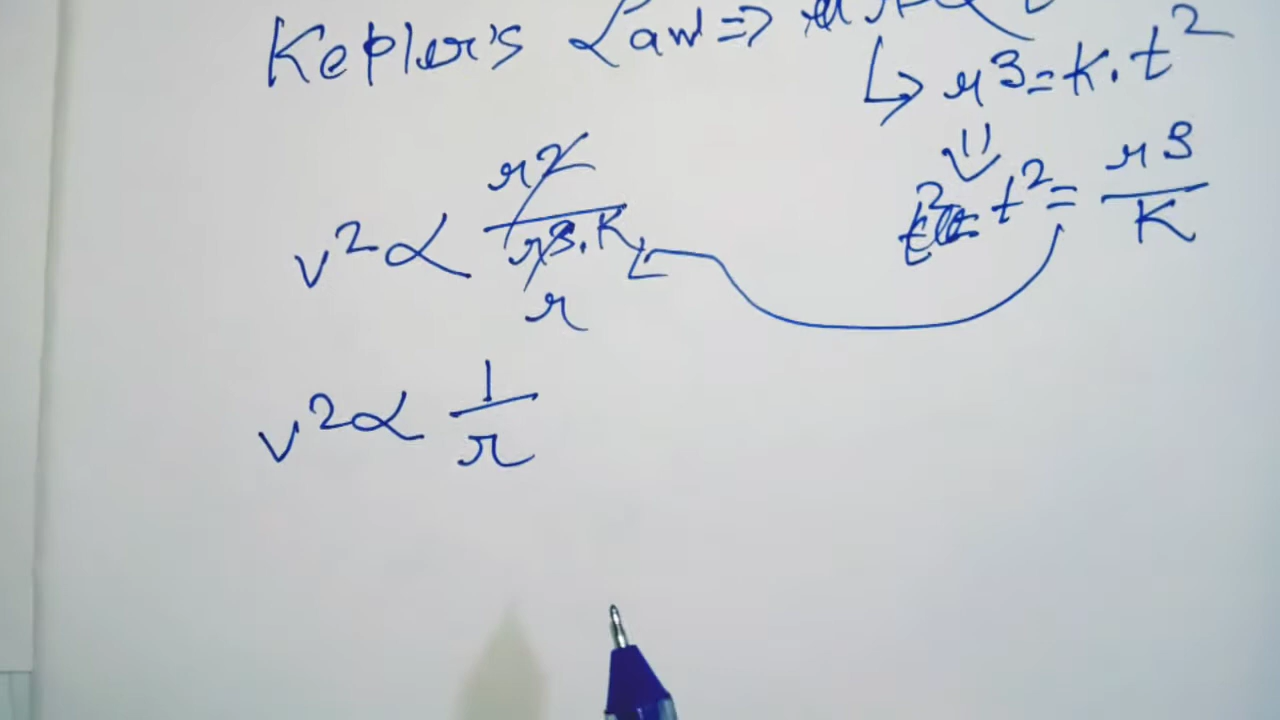 Kepler's Law ⇒
↳ r3 = K. t2
⇓
t2 = r3/K
v2 ∝ r2/r3.K
r
v2 ∝ 1/r